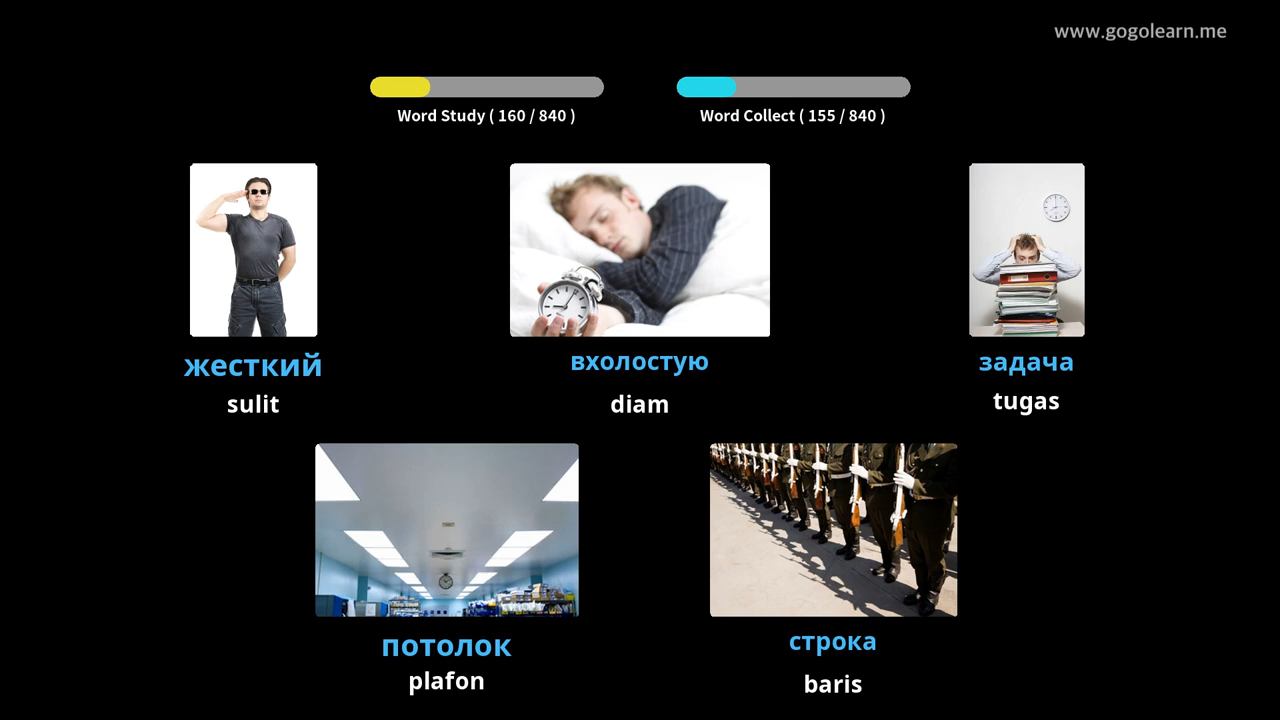 www.gogolearn.me
Word Study ( 160 / 840 )
Word Collect ( 155 / 840 )
жесткий
sulit
вхолостую
diam
задача
tugas
потолок
plafon
строка
baris